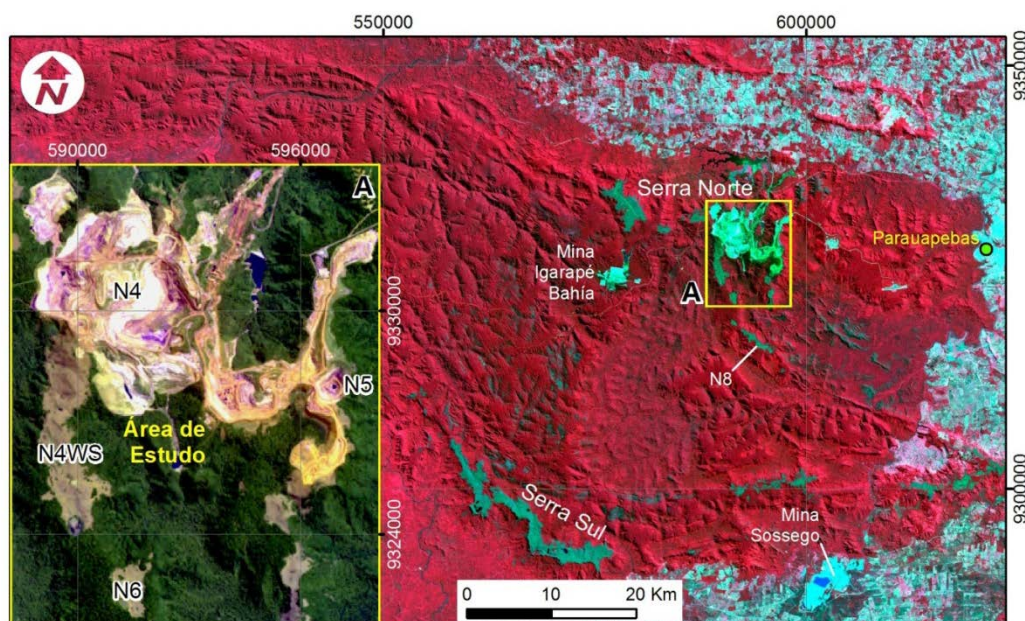 550000
600000
9350000
N
590000
596000
A
Serra Norte
Parauapebas
Mina
Igarapé
Bahía
N4
A
9330000
N8
N5
Área de
Estudo
N4WS
Serra Sul
9300000
Mina
Sossego
9324000
N6
0
10
20 Km